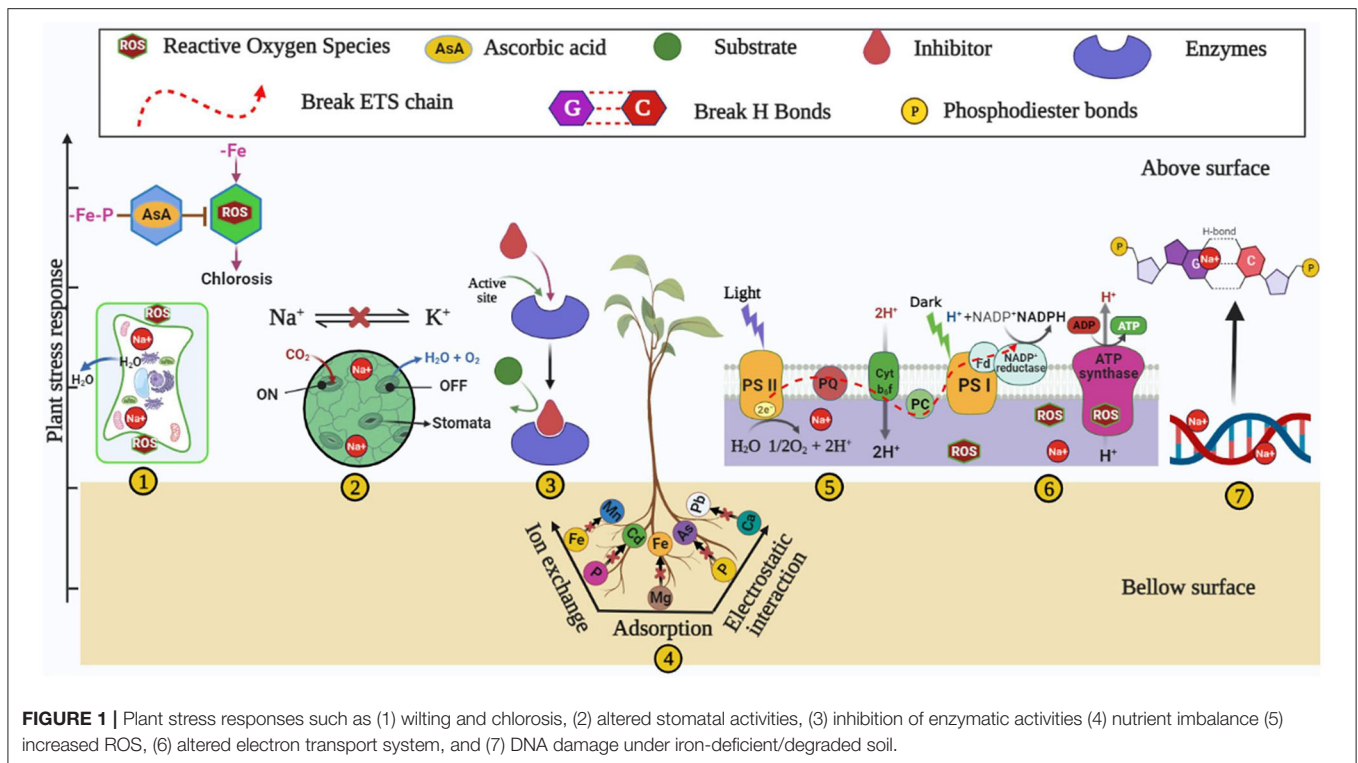 ROS Reactive Oxygen Species AsA Ascorbic acid Substrate Inhibitor Enzymes
Break ETS chain G C Break H Bonds P Phosphodiester bonds
Plant stress response
Above surface
-Fe
-Fe-P AsA ROS
Chlorosis
ROS
Na+
H₂O
H₂O
Na+
ROS
1
Na⁺ K⁺
CO₂ H₂O + O₂
Na+
ON OFF
Stomata
Na+
2
Active
site
3
Light
PS II
2e⁻
H₂O 1/2O₂ + 2H⁺
PQ
Na+
2H⁺
Cyt
b₆f
2H⁺
PC
5
Dark
PS I
Fd
H⁺+NADP⁺NADPH
NADP⁺
reductase
ROS
ROS
Na+
6
H⁺
ADP ATP
ATP
synthase
ROS
H⁺
H-bond
P G Na+ C P
Na+
Na+
7
Ion exchange
Fe Mn
P Cd
Mg Fe
P As
Ca Pb
Electrostatic
interaction
Adsorption
4
Bellow surface
FIGURE 1 | Plant stress responses such as (1) wilting and chlorosis, (2) altered stomatal activities, (3) inhibition of enzymatic activities (4) nutrient imbalance (5)
increased ROS, (6) altered electron transport system, and (7) DNA damage under iron-deficient/degraded soil.